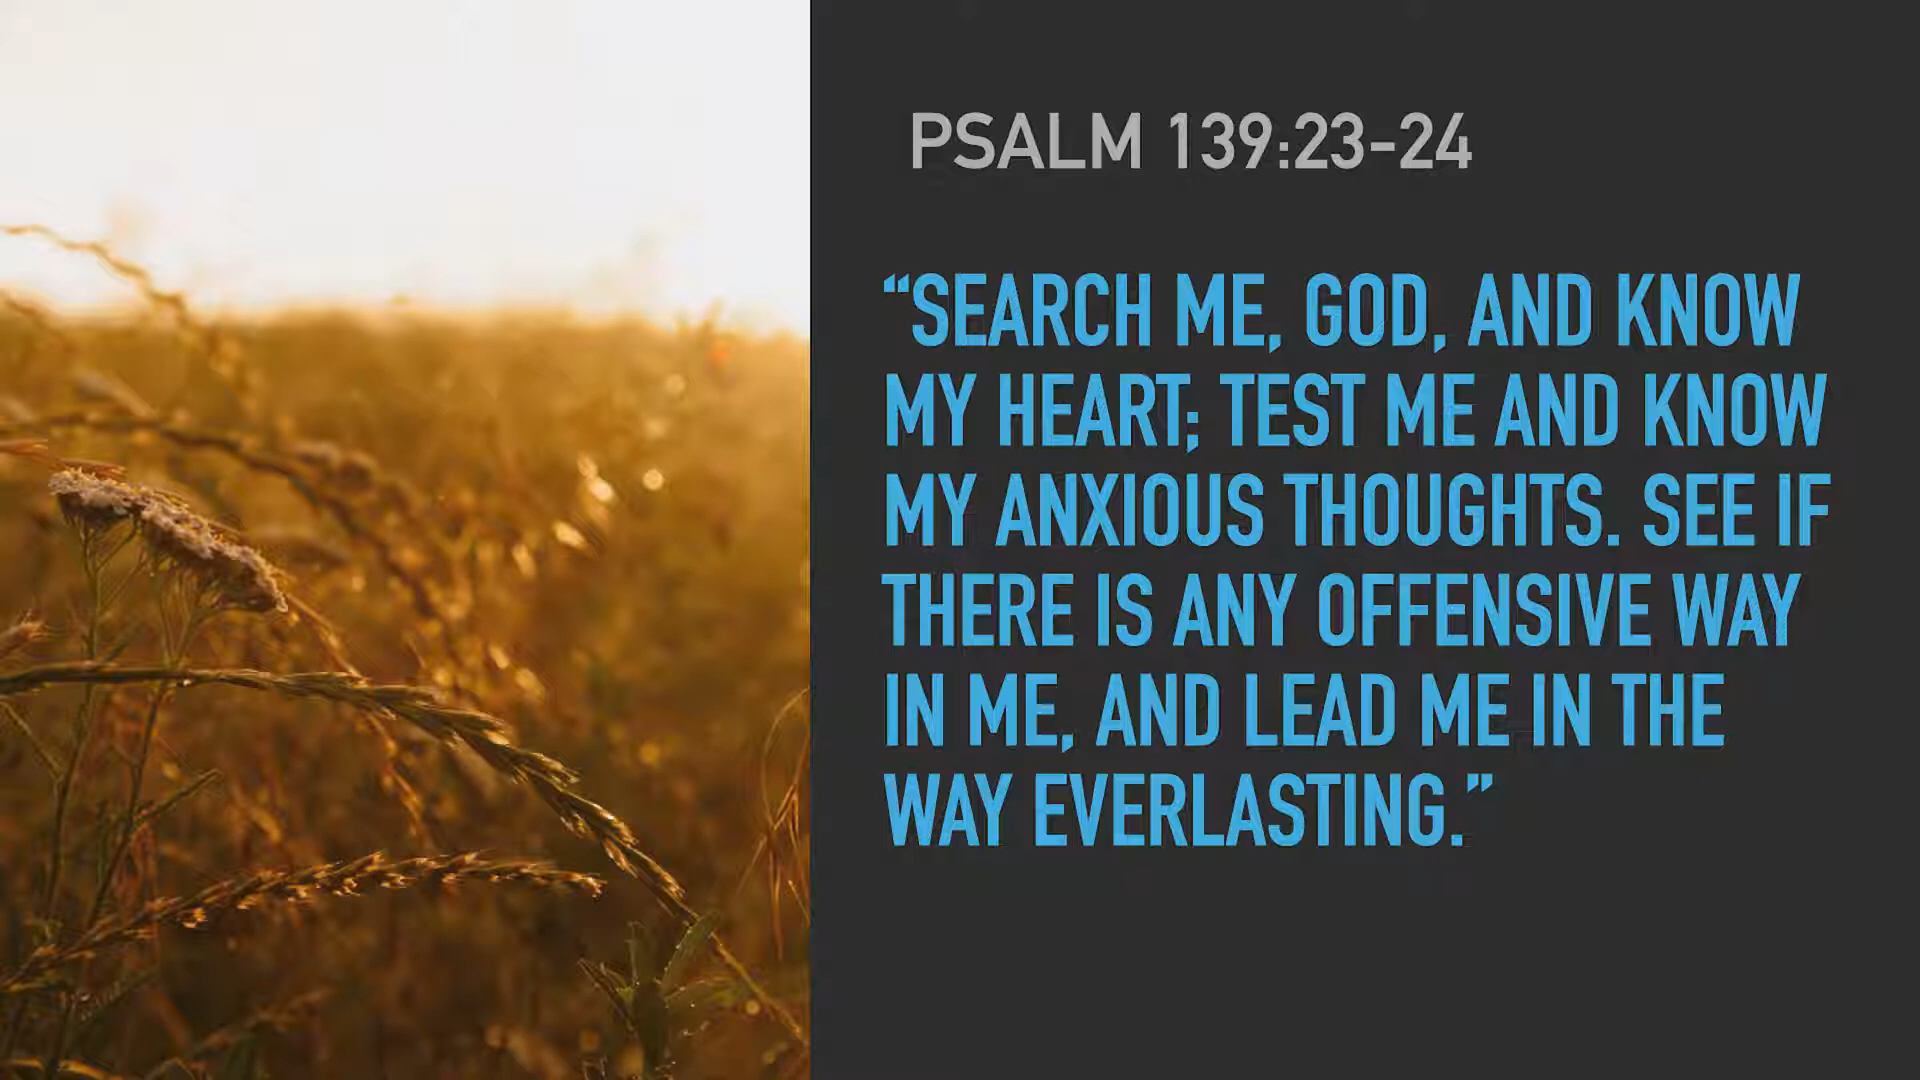 PSALM 139:23-24
“SEARCH ME, GOD, AND KNOW
MY HEART; TEST ME AND KNOW
MY ANXIOUS THOUGHTS. SEE IF
THERE IS ANY OFFENSIVE WAY
IN ME, AND LEAD ME IN THE
WAY EVERLASTING.”